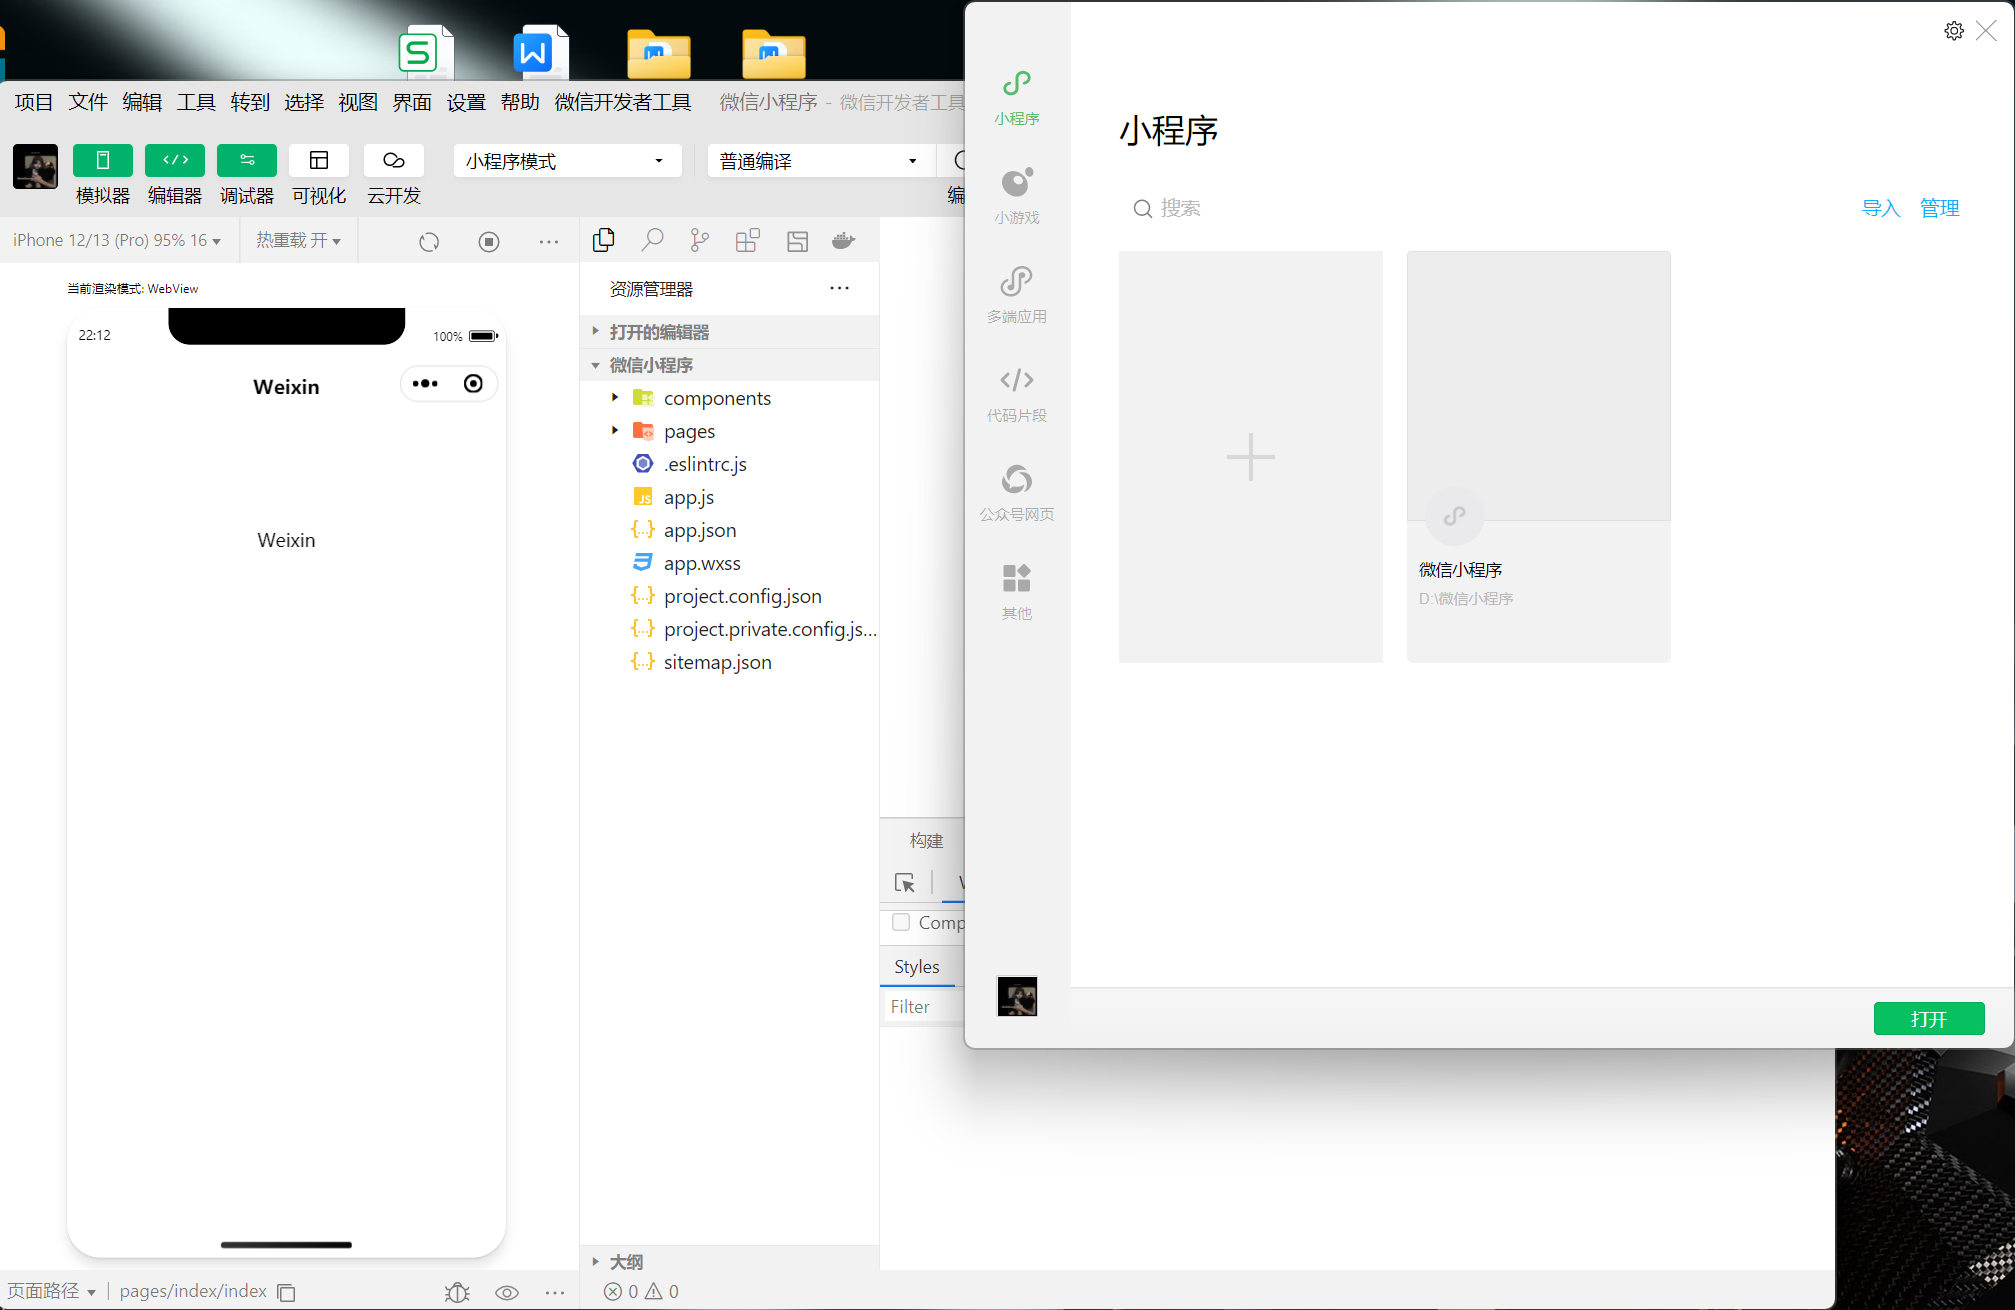 项目 文件 编辑 工具 转到 选择 视图 界面 设置 帮助 微信开发者工具 微信小程序 - 微信开发者工具
小程序模式
普通编译
模拟器 编辑器 调试器 可视化 云开发 编
iPhone 12/13 (Pro) 95% 16
热重载 开
当前渲染模式: WebView
22:12
100%
Weixin
Weixin
页面路径 | pages/index/index
资源管理器
打开的编辑器
微信小程序
components
pages
.eslintrc.js
app.js
app.json
app.wxss
project.config.json
project.private.config.js...
sitemap.json
大纲
0 0
构建
Comp
Styles
Filter
小程序
小游戏
多端应用
代码片段
公众号网页
其他
小程序
搜索
导入 管理
微信小程序
D:\微信小程序
打开